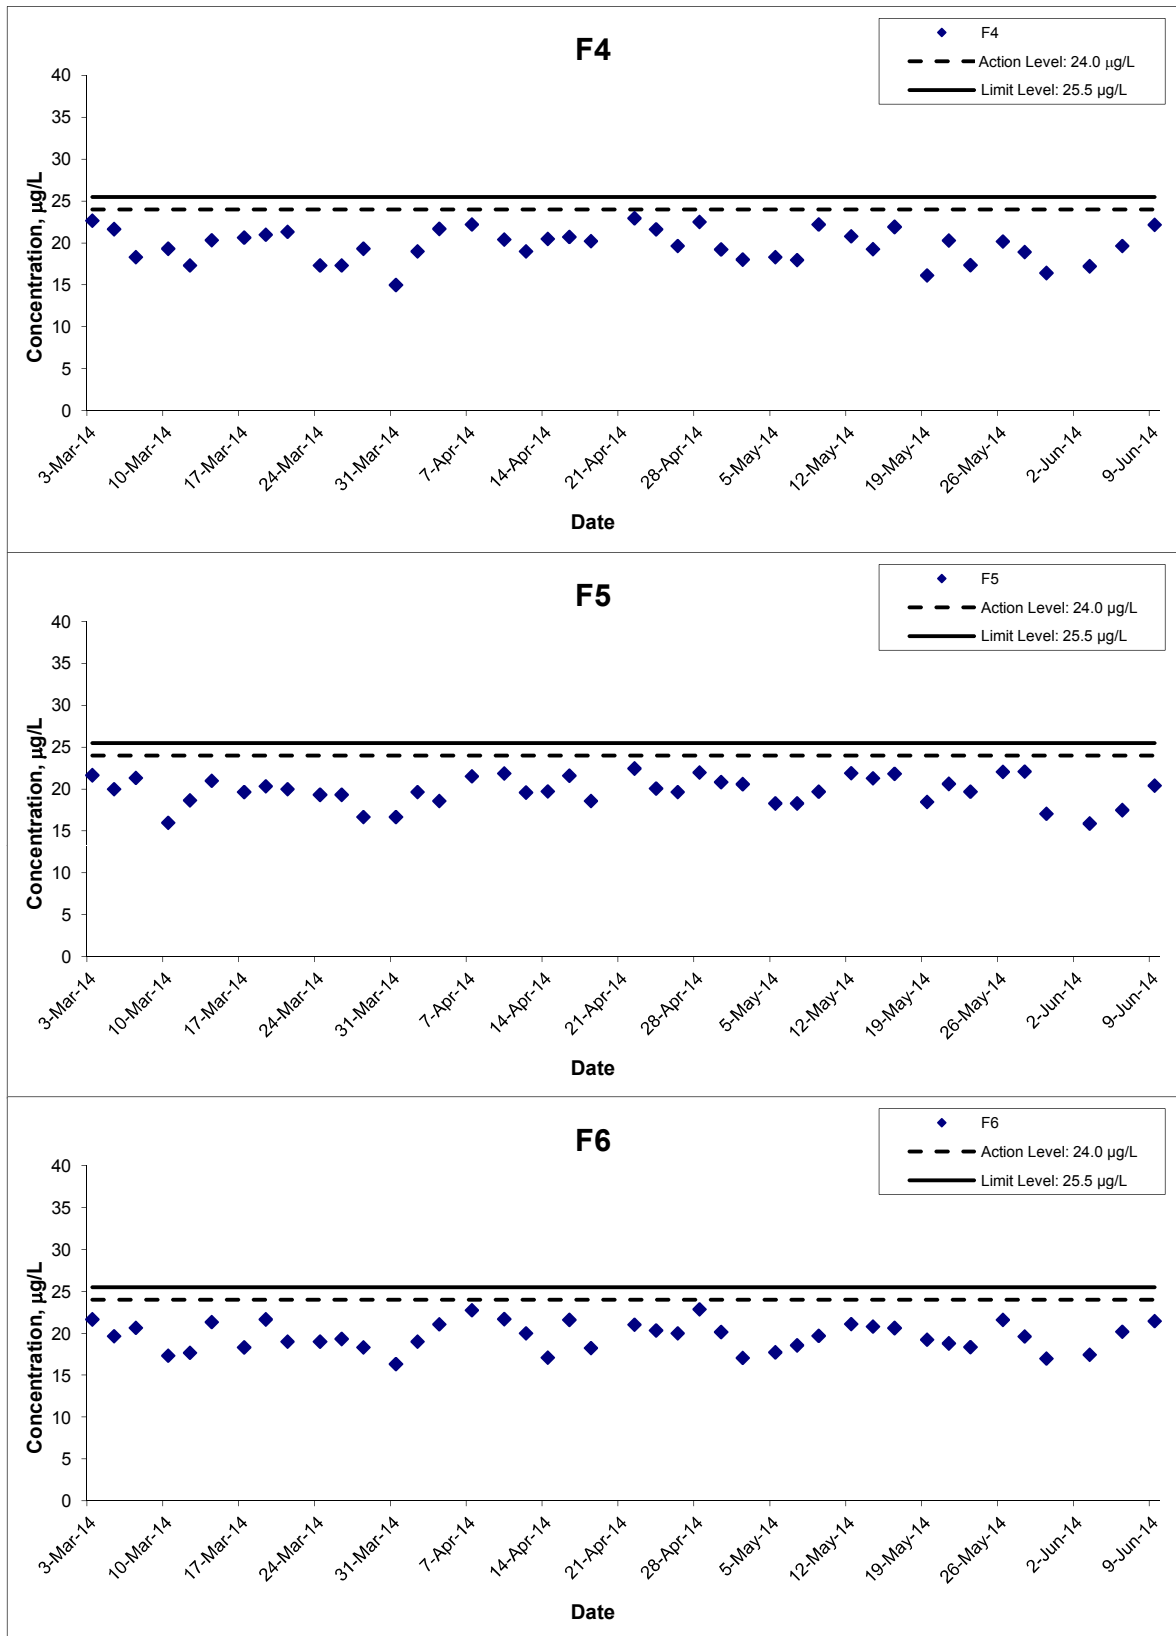 F4
F4
Action Level: 24.0 μg/L
Limit Level: 25.5 µg/L
Concentration, µg/L
40
35
30
25
20
15
10
5
0
3-Mar-14
10-Mar-14
17-Mar-14
24-Mar-14
31-Mar-14
7-Apr-14
14-Apr-14
21-Apr-14
28-Apr-14
5-May-14
12-May-14
19-May-14
26-May-14
2-Jun-14
9-Jun-14
Date
F5
F5
Action Level: 24.0 µg/L
Limit Level: 25.5 µg/L
Concentration, µg/L
40
35
30
25
20
15
10
5
0
3-Mar-14
10-Mar-14
17-Mar-14
24-Mar-14
31-Mar-14
7-Apr-14
14-Apr-14
21-Apr-14
28-Apr-14
5-May-14
12-May-14
19-May-14
26-May-14
2-Jun-14
9-Jun-14
Date
F6
F6
Action Level: 24.0 µg/L
Limit Level: 25.5 µg/L
Concentration, µg/L
40
35
30
25
20
15
10
5
0
3-Mar-14
10-Mar-14
17-Mar-14
24-Mar-14
31-Mar-14
7-Apr-14
14-Apr-14
21-Apr-14
28-Apr-14
5-May-14
12-May-14
19-May-14
26-May-14
2-Jun-14
9-Jun-14
Date